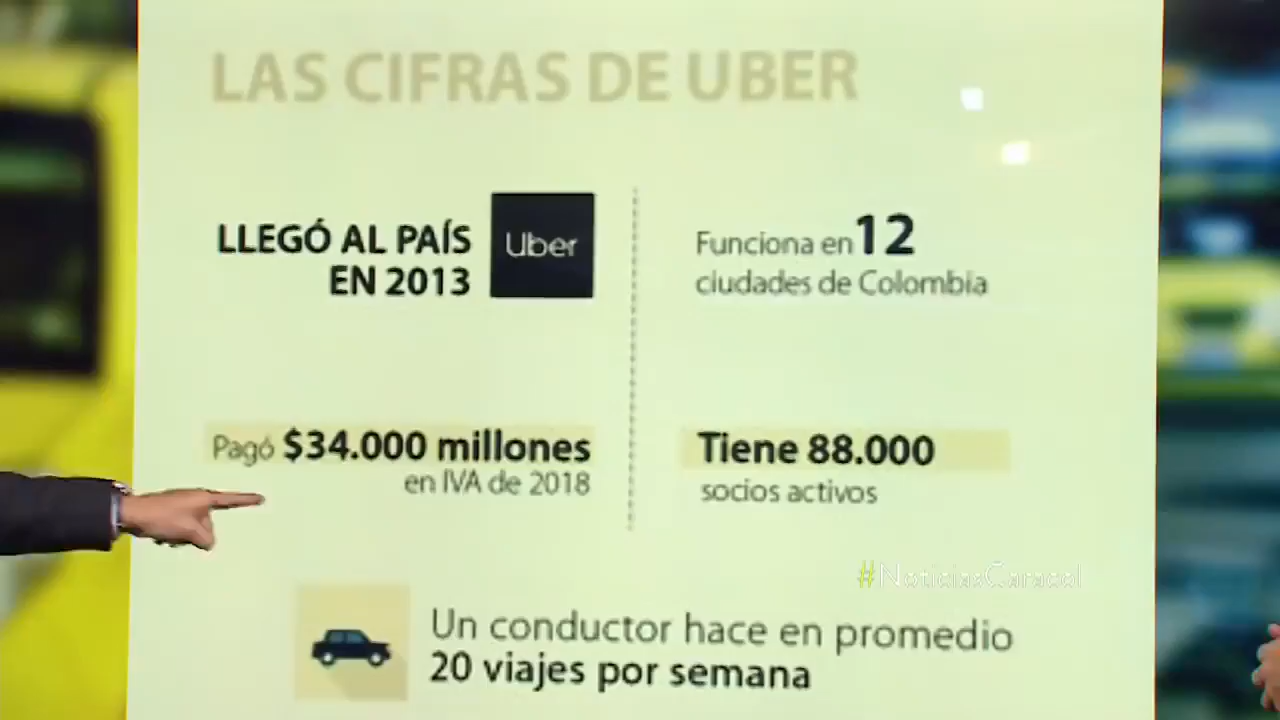 LAS CIFRAS DE UBER
LLEGÓ AL PAÍS
EN 2013
Uber
Funciona en 12
ciudades de Colombia
Pagó $34.000 millones
en IVA de 2018
Tiene 88.000
socios activos
#NoticiasCaracol
Un conductor hace en promedio
20 viajes por semana